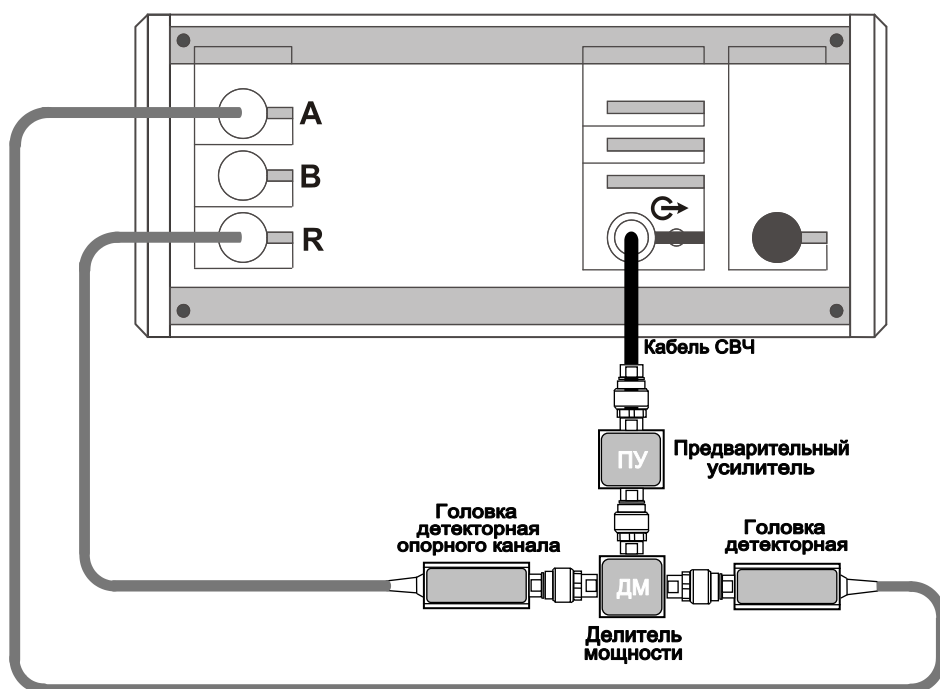 A
B
R
Кабель СВЧ
ПУ
Предварительный
усилитель
Головка
детекторная
опорного канала
Головка
детекторная
ДМ
Делитель
мощности